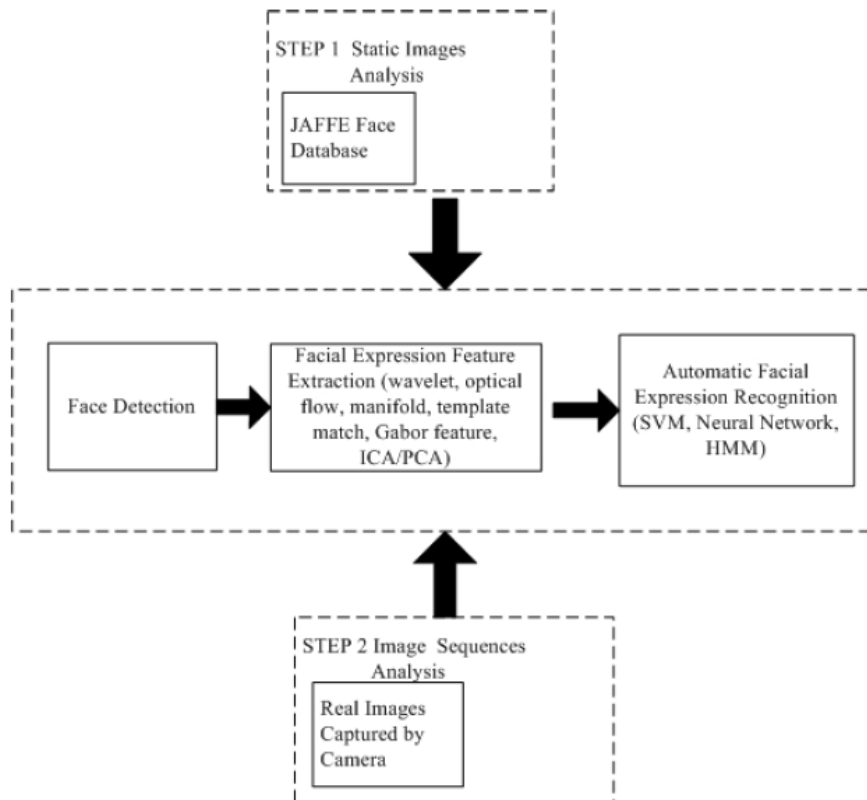 STEP 1 Static Images
Analysis
JAFFE Face
Database
Face Detection
Facial Expression Feature
Extraction (wavelet, optical
flow, manifold, template
match, Gabor feature,
ICA/PCA)
Automatic Facial
Expression Recognition
(SVM, Neural Network,
HMM)
STEP 2 Image Sequences
Analysis
Real Images
Captured by
Camera